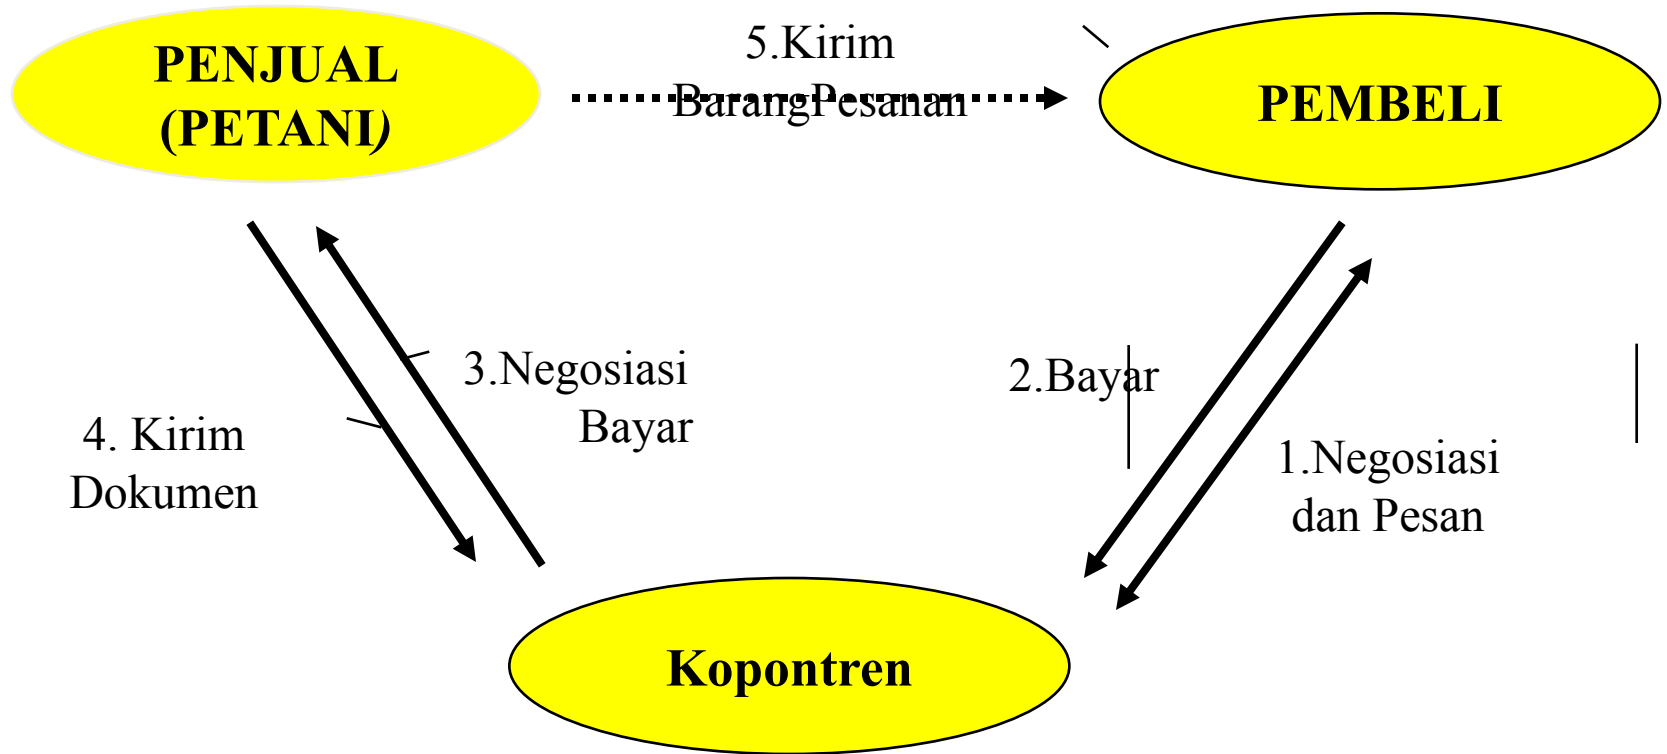 PENJUAL
(PETANI)
5.Kirim
BarangPesanan
PEMBELI
3.Negosiasi
Bayar
2.Bayar
4. Kirim
Dokumen
1.Negosiasi
dan Pesan
Kopontren